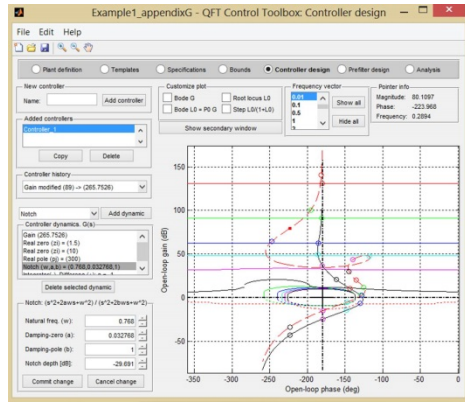 Example1_appendixG - QFT Control Toolbox: Controller design
File Edit Help
Plant definition Templates Specifications Bounds Controller design Prefilter design Analysis
New controller
Name: Add controller
Added controllers
Controller_1
Copy Delete
Controller history
Gain modified (89) -> (265.7526)
Notch Add dynamic
Controller dynamics. G(s)
Gain (265.7526)
Real zero (zi) = (1.5)
Real zero (zi) = (10)
Real pole (pi) = (300)
Notch (w,a,b) = (0.768,0.032768,1)
Delete selected dynamic
Notch: (s^2+2aws+w^2) / (s^2+2bws+w^2)
Natural freq. (w): 0.768
Damping-zero (a): 0.032768
Damping-pole (b): 1
Notch depth [dB]: -29.691
Commit change Cancel change
Customize plot
Bode G Root locus L0
Bode L0 = P0 G Step L0/(1+L0)
Show secondary window
Frequency vector
0.01
0.1
0.5
1
Show all
Hide all
Pointer info
Magnitude: 80.1097
Phase: -223.968
Frequency: 0.2894
Open-loop gain (dB)
150
100
50
0
-50
-350 -300 -250 -200 -150 -100 -50 0
Open-loop phase (deg)